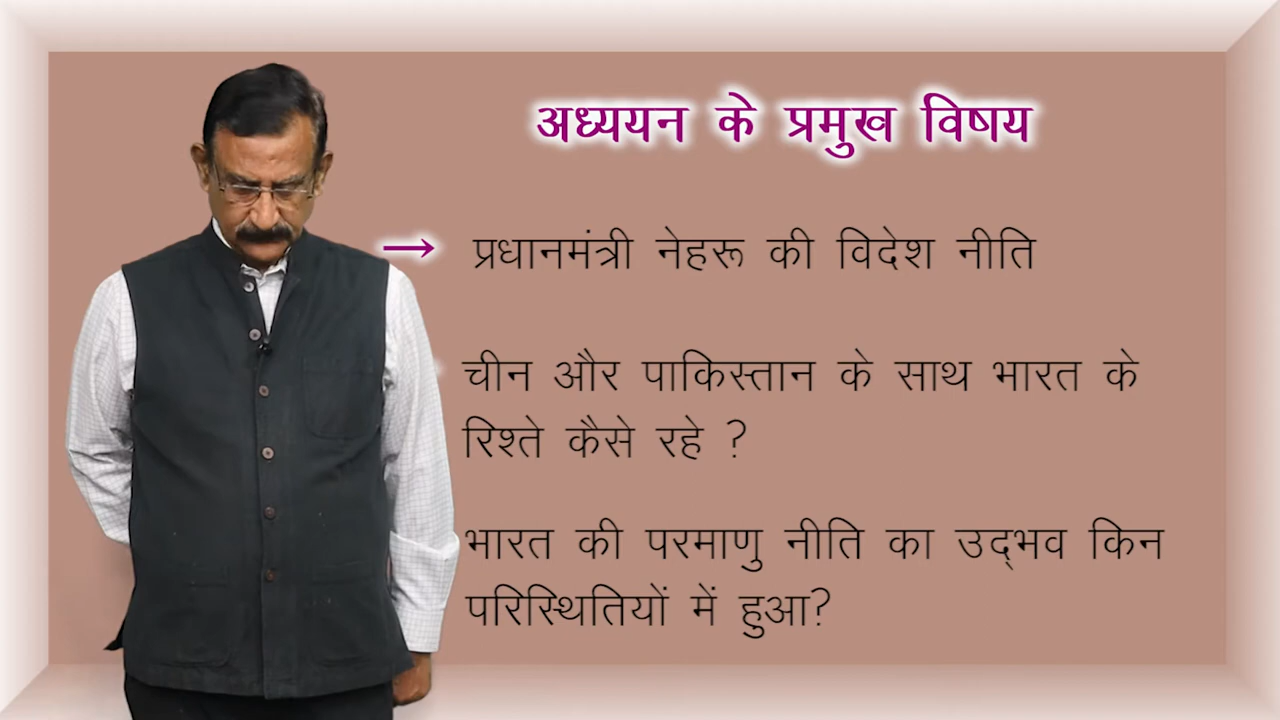 अध्ययन के प्रमुख विषय
→ प्रधानमंत्री नेहरू की विदेश नीति
चीन और पाकिस्तान के साथ भारत के
रिश्ते कैसे रहे ?
भारत की परमाणु नीति का उद्‌भव किन
परिस्थितियों में हुआ?